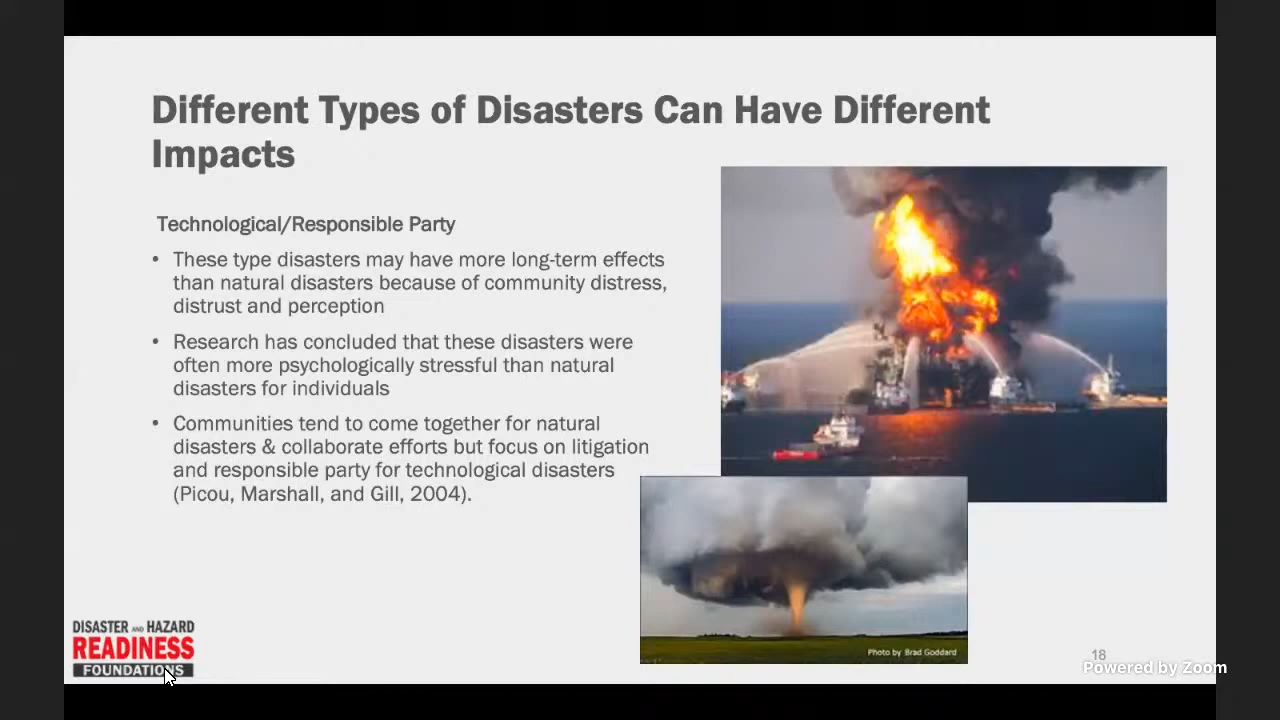 Different Types of Disasters Can Have Different
Impacts
Technological/Responsible Party
• These type disasters may have more long-term effects
than natural disasters because of community distress,
distrust and perception
• Research has concluded that these disasters were
often more psychologically stressful than natural
disasters for individuals
• Communities tend to come together for natural
disasters & collaborate efforts but focus on litigation
and responsible party for technological disasters
(Picou, Marshall, and Gill, 2004).
Photo by Brad Goddard
DISASTER AND HAZARD
READINESS
FOUNDATIONS
18
Powered by Zoom